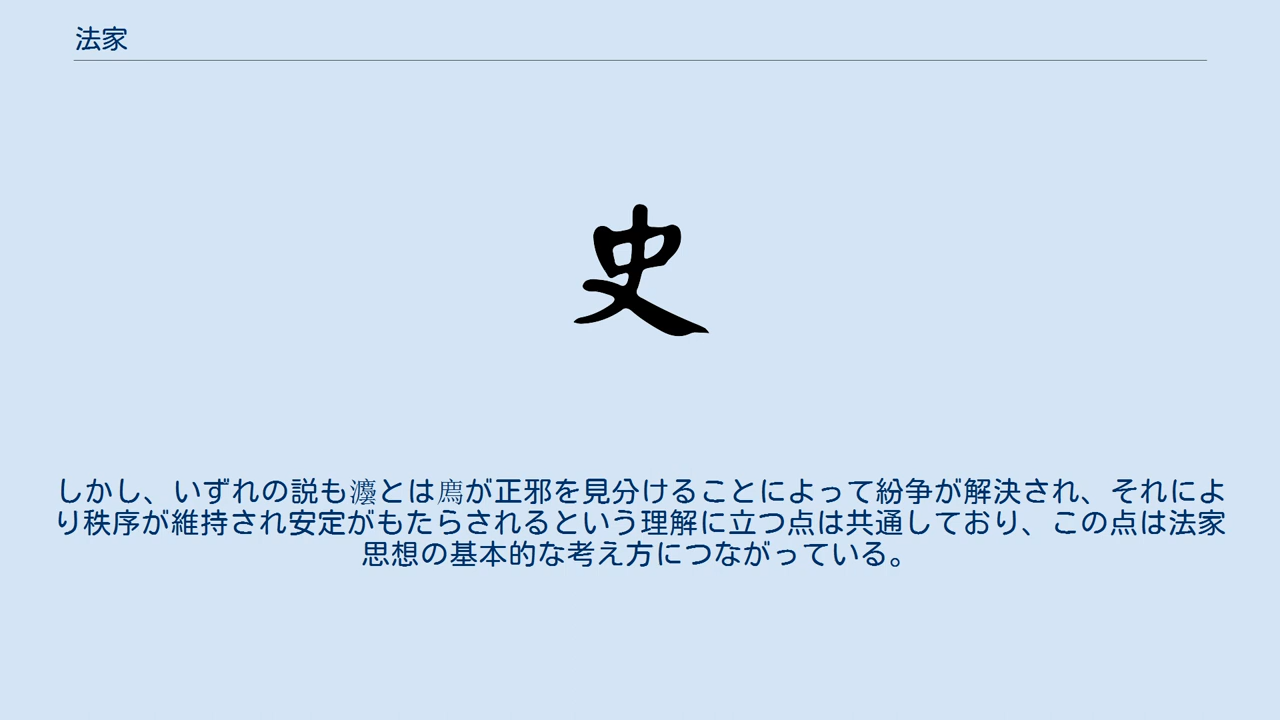 法家
史
しかし、いずれの説も灋とは廌が正邪を見分けることによって紛争が解決され、それによ
り秩序が維持され安定がもたらされるという理解に立つ点は共通しており、この点は法家
思想の基本的な考え方につながっている。